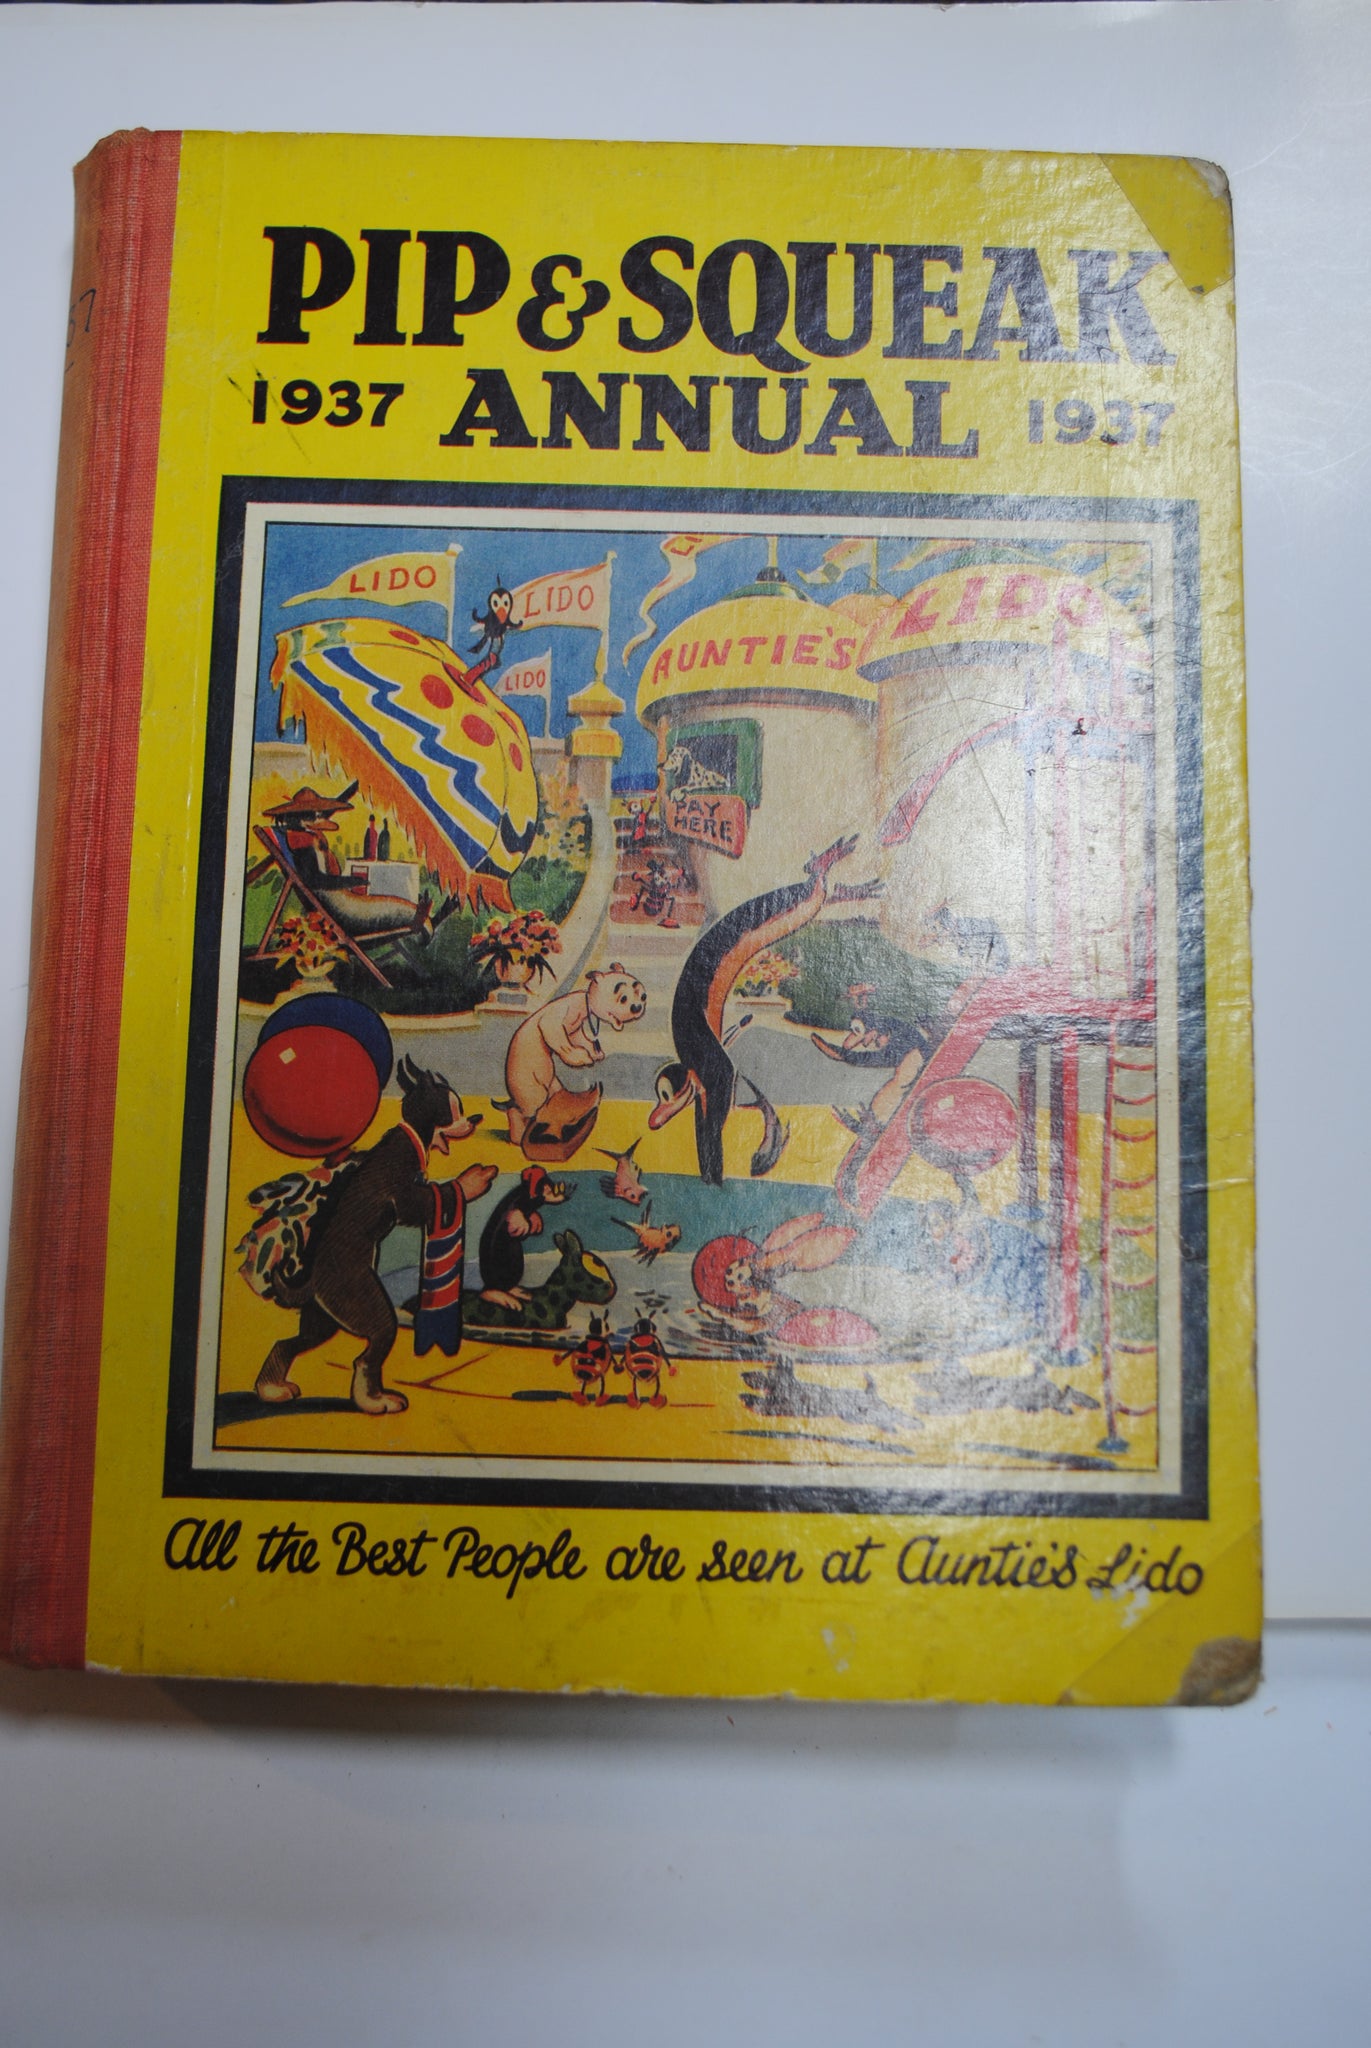 PIP & SQUEAK
1937 ANNUAL 1937
LIDO
LIDO
LIDO
AUNTIE'S
LIDO
PAY
HERE
All the Best People are seen at Auntie's Lido